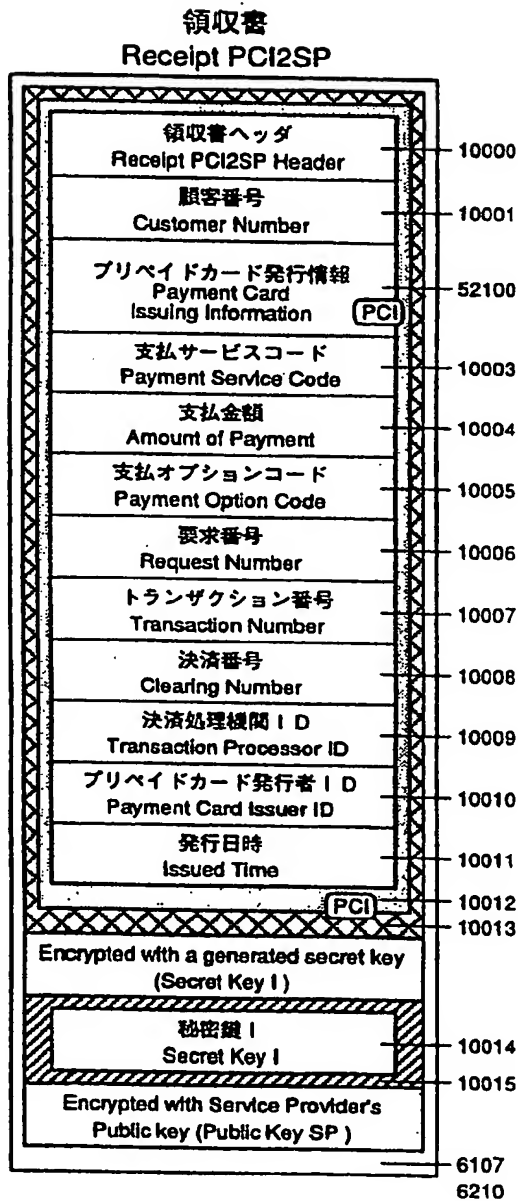 領収書
Receipt PCI2SP
領収書ヘッダ
Receipt PCI2SP Header
10000
顧客番号
Customer Number
10001
プリペイドカード発行情報
Payment Card
Issuing Information
PCI
52100
支払サービスコード
Payment Service Code
10003
支払金額
Amount of Payment
10004
支払オプションコード
Payment Option Code
10005
要求番号
Request Number
10006
トランザクション番号
Transaction Number
10007
決済番号
Clearing Number
10008
決済処理機関ID
Transaction Processor ID
10009
プリペイドカード発行者ID
Payment Card Issuer ID
10010
発行日時
Issued Time
10011
PCI
10012
10013
Encrypted with a generated secret key
(Secret Key I)
秘密鍵I
Secret Key I
10014
10015
Encrypted with Service Provider's
Public key (Public Key SP )
6107
6210